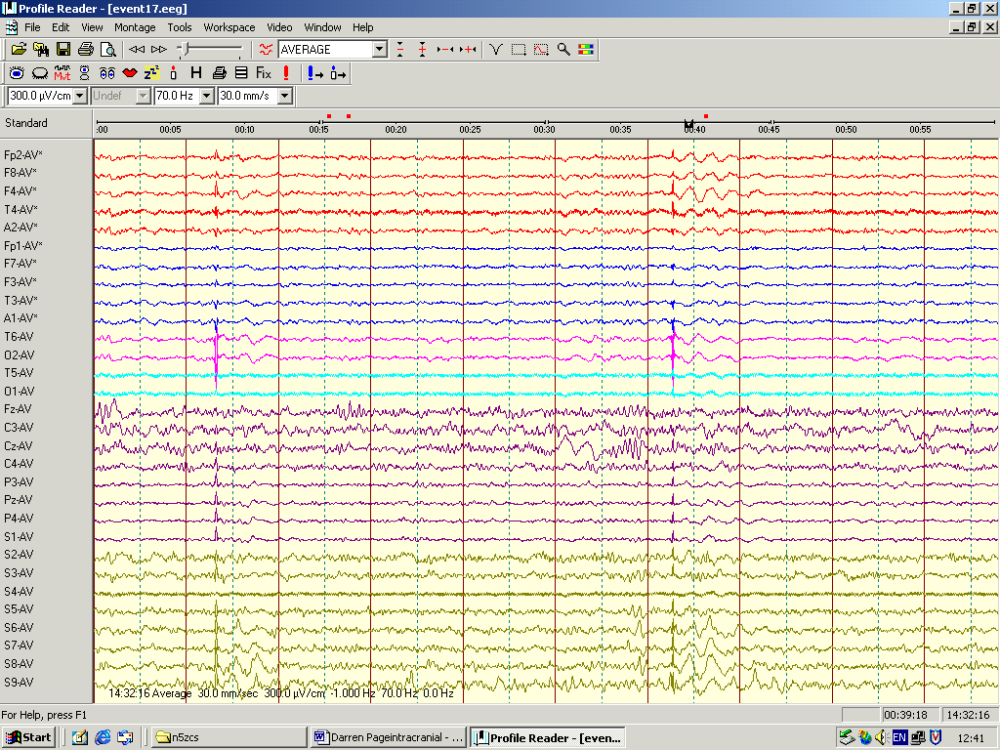 Profile Reader - [event17.eeg]
File Edit View Montage Tools Workspace Video Window Help
AVERAGE
Mut zzz H Fix
300.0 µV/cm Undef 70.0 Hz 30.0 mm/s
Standard :00 00:05 00:10 00:15 00:20 00:25 00:30 00:35 00:40 00:45 00:50 00:55
Fp2-AV*
F8-AV*
F4-AV*
T4-AV*
A2-AV*
Fp1-AV*
F7-AV*
F3-AV*
T3-AV*
A1-AV*
T6-AV
O2-AV
T5-AV
O1-AV
Fz-AV
C3-AV
Cz-AV
C4-AV
P3-AV
Pz-AV
P4-AV
S1-AV
S2-AV
S3-AV
S4-AV
S5-AV
S6-AV
S7-AV
S8-AV
S9-AV
14:32:16 Average 30.0 mm/sec 300.0 µV/cm -1.000 Hz 70.0 Hz 0.0 Hz
For Help, press F1 00:39:18 14:32:16
Start n5zcs Darren Pageintracranial - ... Profile Reader - [even... EN 12:41